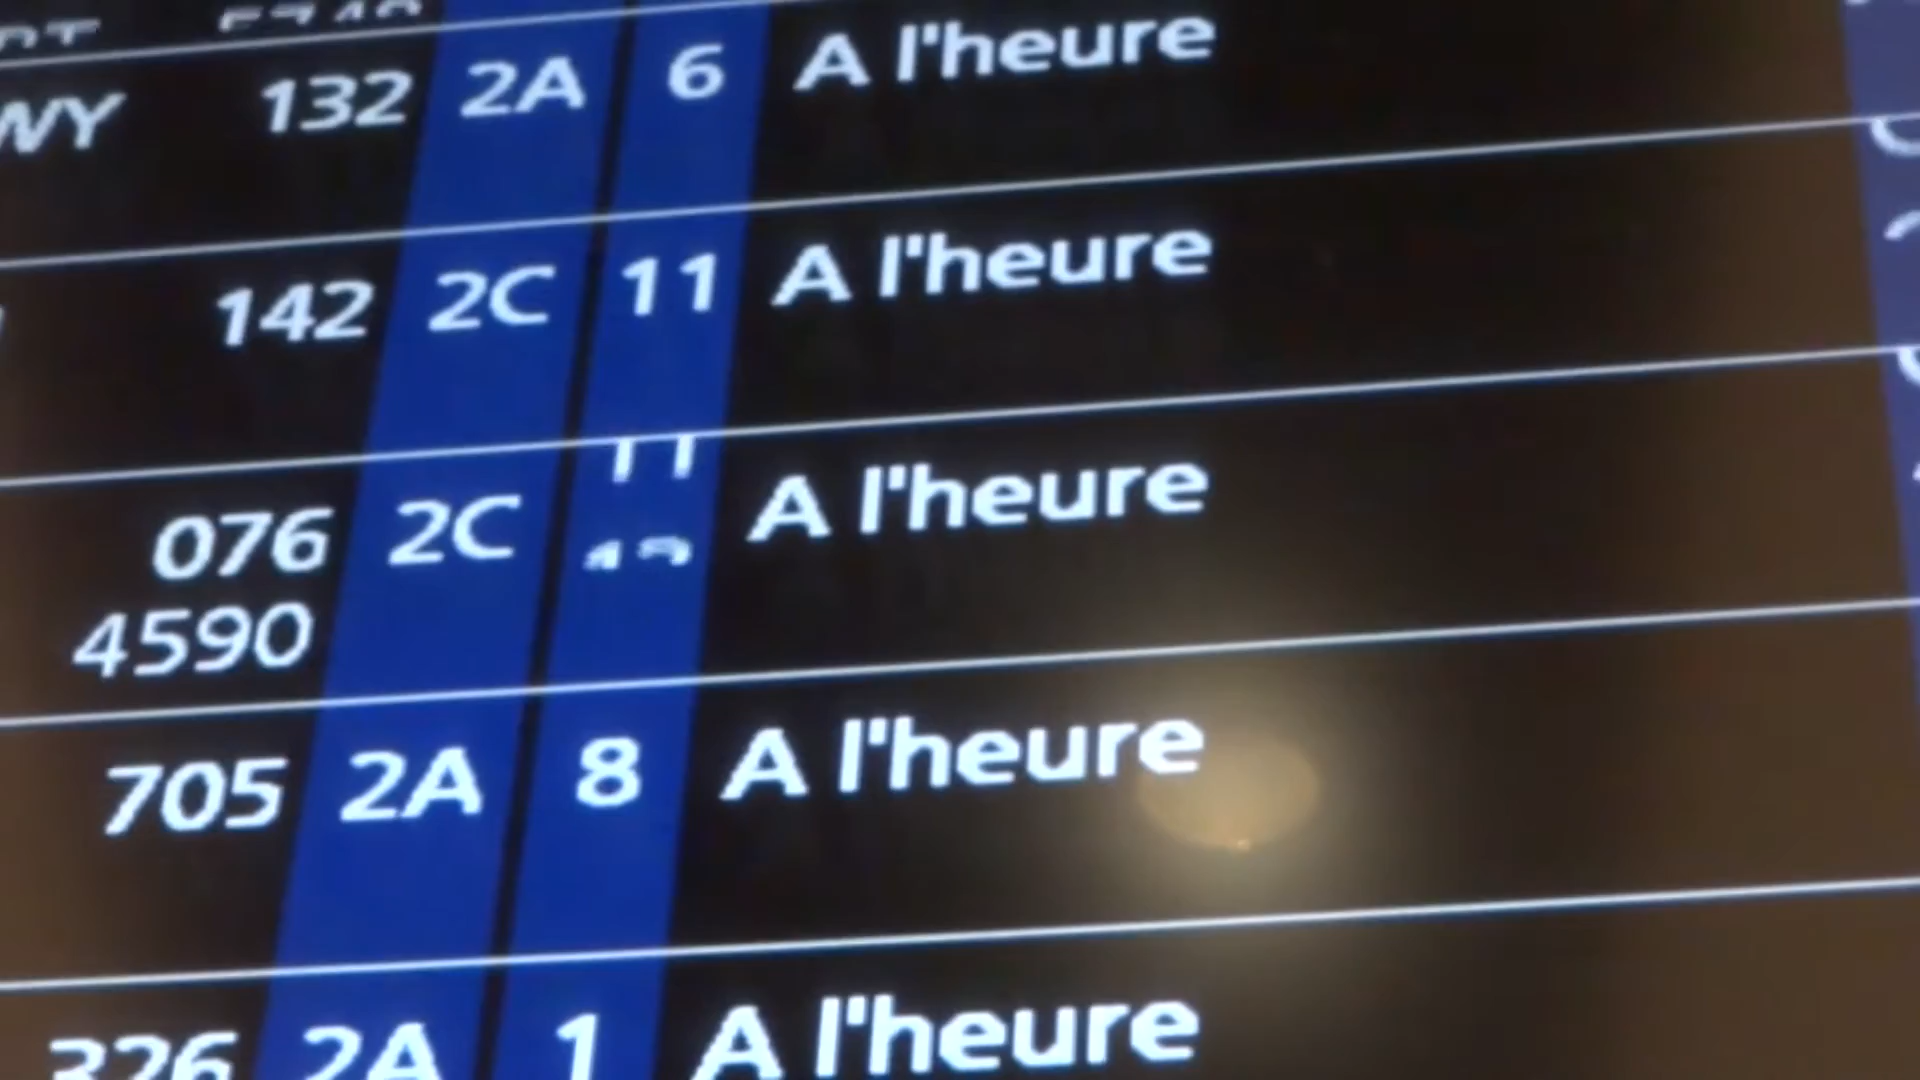 132 2A 6 A l'heure
142 2C 11 A l'heure
076 2C A l'heure
4590
705 2A 8 A l'heure
326 2A 1 A l'heure